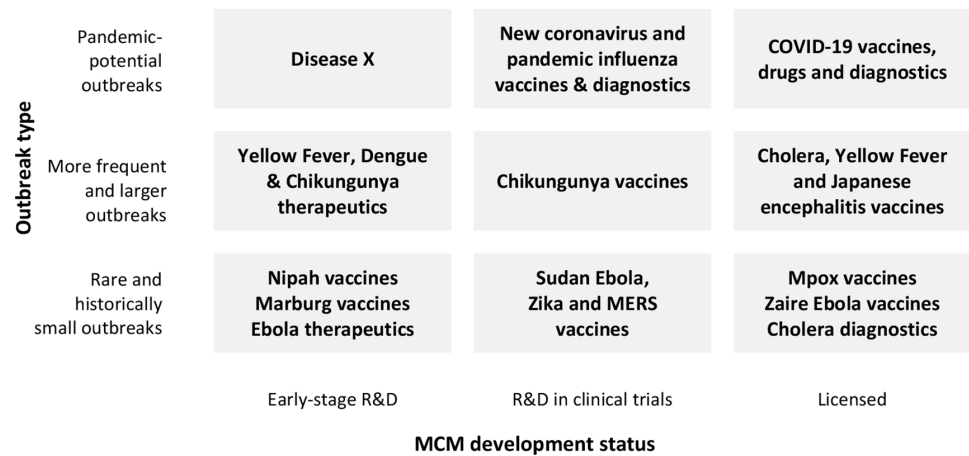 Outbreak type
Pandemic-
potential
outbreaks
Disease X
New coronavirus and
pandemic influenza
vaccines & diagnostics
COVID-19 vaccines,
drugs and diagnostics
More frequent
and larger
outbreaks
Yellow Fever, Dengue
& Chikungunya
therapeutics
Chikungunya vaccines
Cholera, Yellow Fever
and Japanese
encephalitis vaccines
Rare and
historically
small outbreaks
Nipah vaccines
Marburg vaccines
Ebola therapeutics
Sudan Ebola,
Zika and MERS
vaccines
Mpox vaccines
Zaire Ebola vaccines
Cholera diagnostics
Early-stage R&D
R&D in clinical trials
Licensed
MCM development status